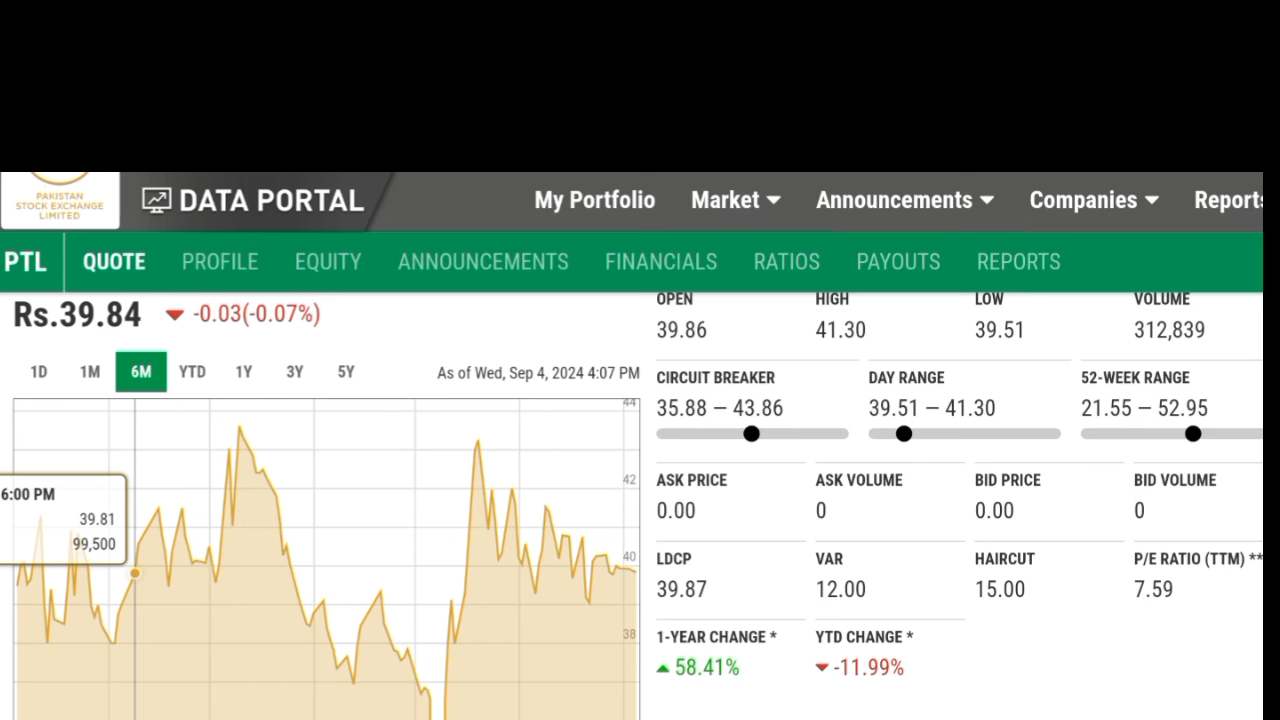 PAKISTAN
STOCK EXCHANGE
LIMITED
DATA PORTAL
My Portfolio Market Announcements Companies Reports
PTL QUOTE PROFILE EQUITY ANNOUNCEMENTS FINANCIALS RATIOS PAYOUTS REPORTS
Rs.39.84 -0.03(-0.07%)
1D 1M 6M YTD 1Y 3Y 5Y
As of Wed, Sep 4, 2024 4:07 PM
44
42
40
38
6:00 PM
39.81
99,500
OPEN HIGH LOW VOLUME
39.86 41.30 39.51 312,839
CIRCUIT BREAKER DAY RANGE 52-WEEK RANGE
35.88 — 43.86 39.51 — 41.30 21.55 — 52.95
ASK PRICE ASK VOLUME BID PRICE BID VOLUME
0.00 0 0.00 0
LDCP VAR HAIRCUT P/E RATIO (TTM) **
39.87 12.00 15.00 7.59
1-YEAR CHANGE * YTD CHANGE *
58.41% -11.99%